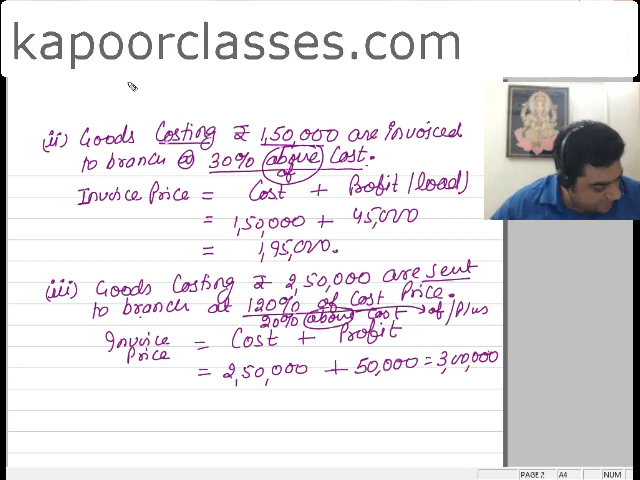 kapoorclasses.com
(ii) Goods Costing ₹ 1,50,000 are invoiced
to branch @ 30% above Cost.
of
Invoice Price = Cost + Profit (load)
= 1,50,000 + 45,000
= 1,95,000.
(iii) Goods Costing ₹ 2,50,000 are sent
to branch at 120% of Cost Price.
20% above Cost → of/plus
Invoice Price = Cost + Profit
= 2,50,000 + 50,000 = 3,00,000
PAGE 2 A4 NUM